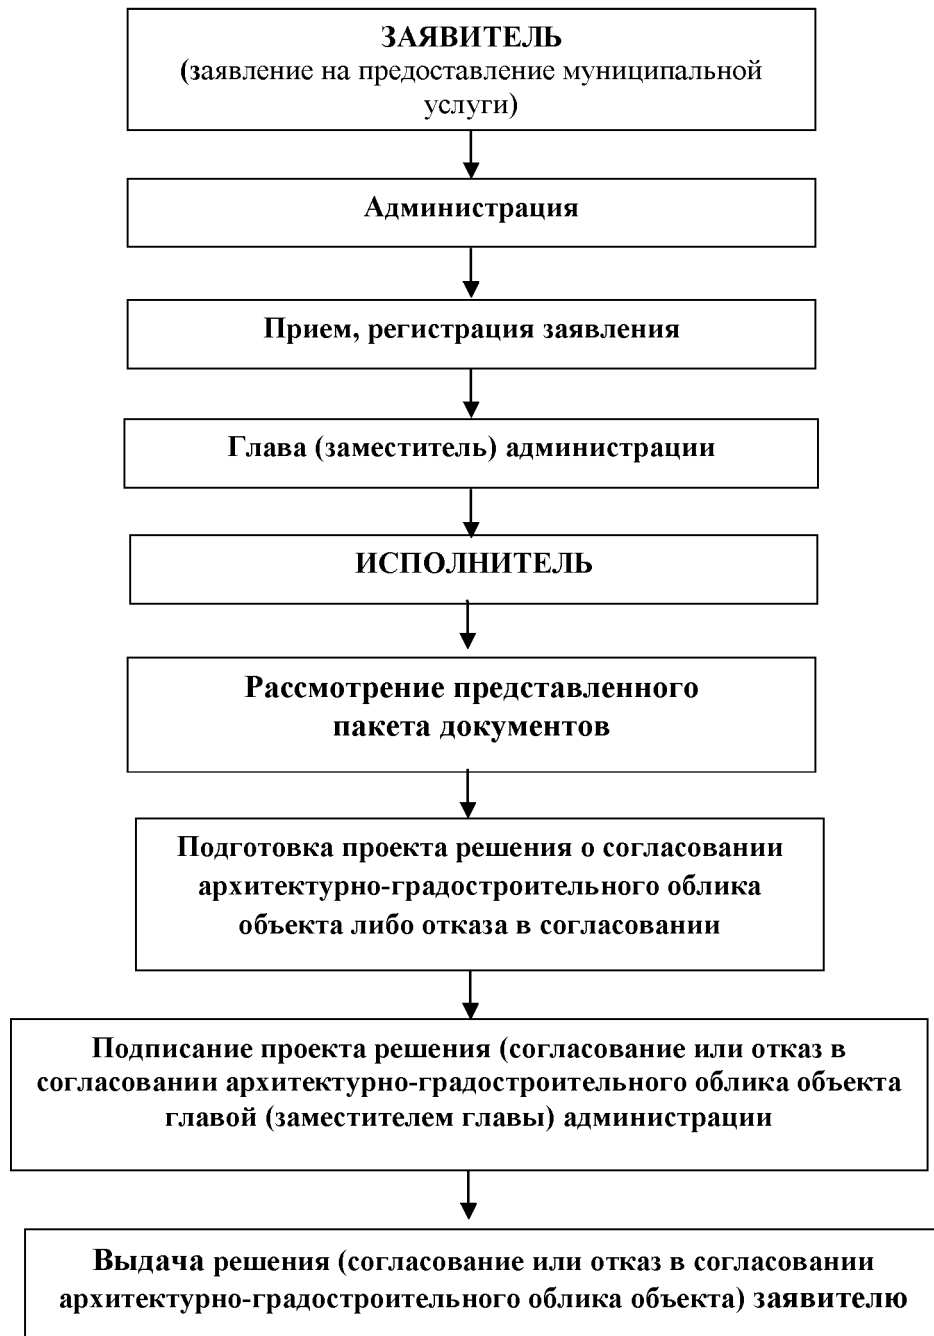 ЗАЯВИТЕЛЬ
(заявление на предоставление муниципальной
услуги)
Администрация
Прием, регистрация заявления
Глава (заместитель) администрации
ИСПОЛНИТЕЛЬ
Рассмотрение представленного
пакета документов
Подготовка проекта решения о согласовании
архитектурно-градостроительного облика
объекта либо отказа в согласовании
Подписание проекта решения (согласование или отказ в
согласовании архитектурно-градостроительного облика объекта
главой (заместителем главы) администрации
Выдача решения (согласование или отказ в согласовании
архитектурно-градостроительного облика объекта) заявителю